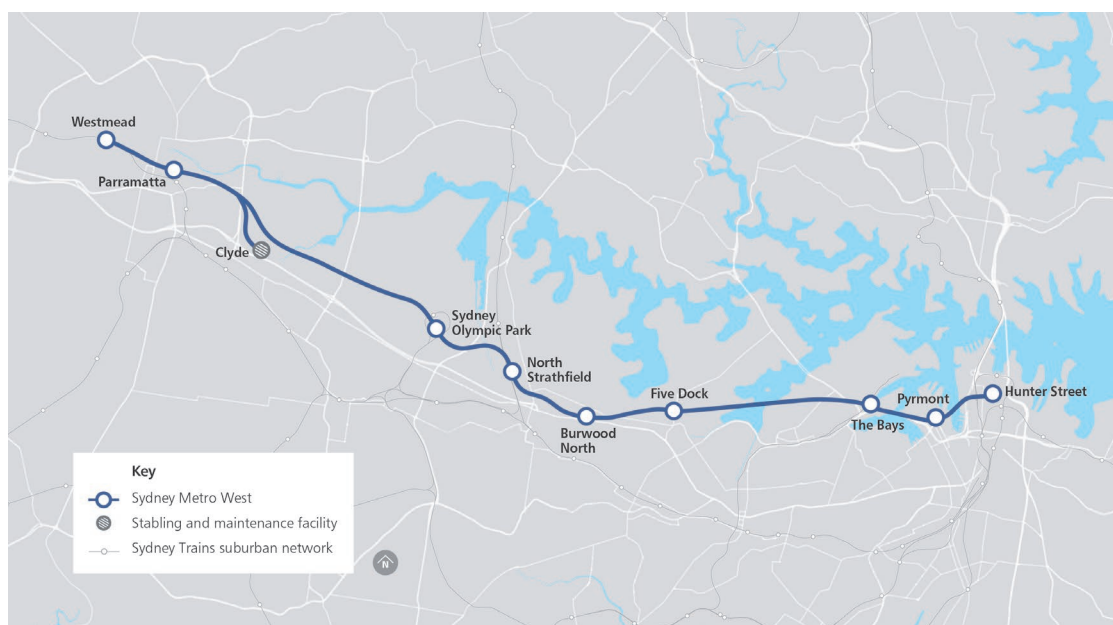 Westmead
Parramatta
Clyde
Sydney
Olympic Park
North
Strathfield
Burwood
North
Five Dock
The Bays
Pyrmont
Hunter Street
Key
Sydney Metro West
Stabling and maintenance facility
Sydney Trains suburban network
N